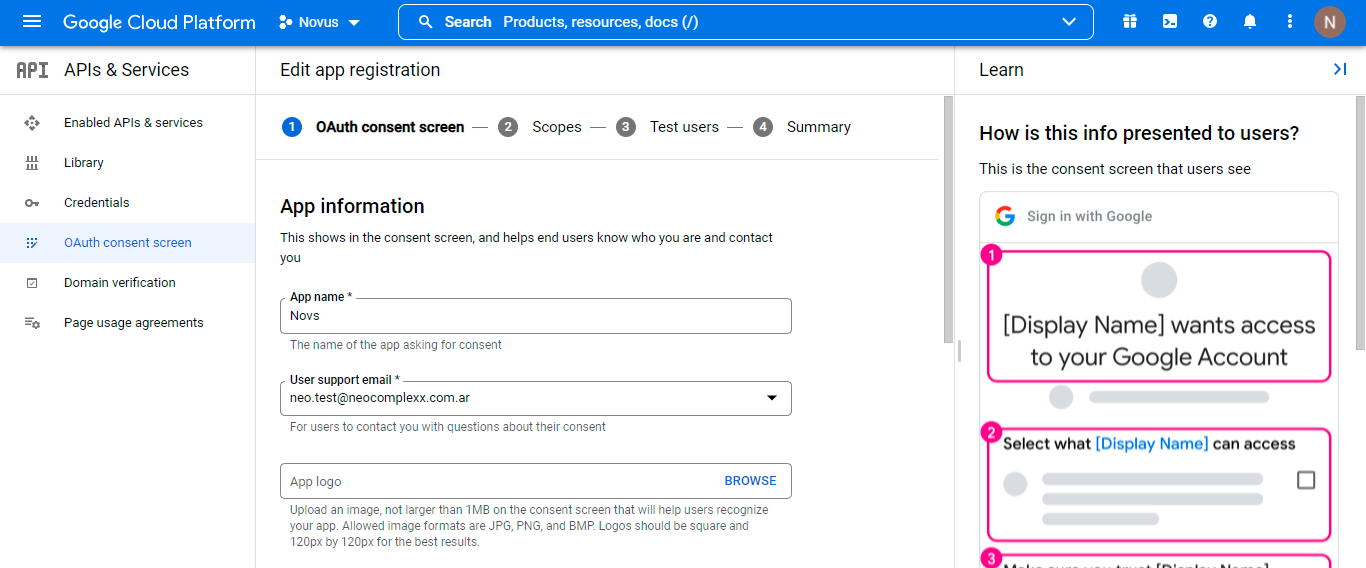 Google Cloud Platform
Novus
Search Products, resources, docs (/)
N
API APIs & Services
Enabled APIs & services
Library
Credentials
OAuth consent screen
Domain verification
Page usage agreements
Edit app registration
1 OAuth consent screen — 2 Scopes — 3 Test users — 4 Summary
App information
This shows in the consent screen, and helps end users know who you are and contact
you
App name *
Novs
The name of the app asking for consent
User support email *
neo.test@neocomplexx.com.ar
For users to contact you with questions about their consent
App logo BROWSE
Upload an image, not larger than 1MB on the consent screen that will help users recognize
your app. Allowed image formats are JPG, PNG, and BMP. Logos should be square and
120px by 120px for the best results.
Learn
How is this info presented to users?
This is the consent screen that users see
G Sign in with Google
1
[Display Name] wants access
to your Google Account
2
Select what [Display Name] can access
3
Make sure you trust [Display Name]